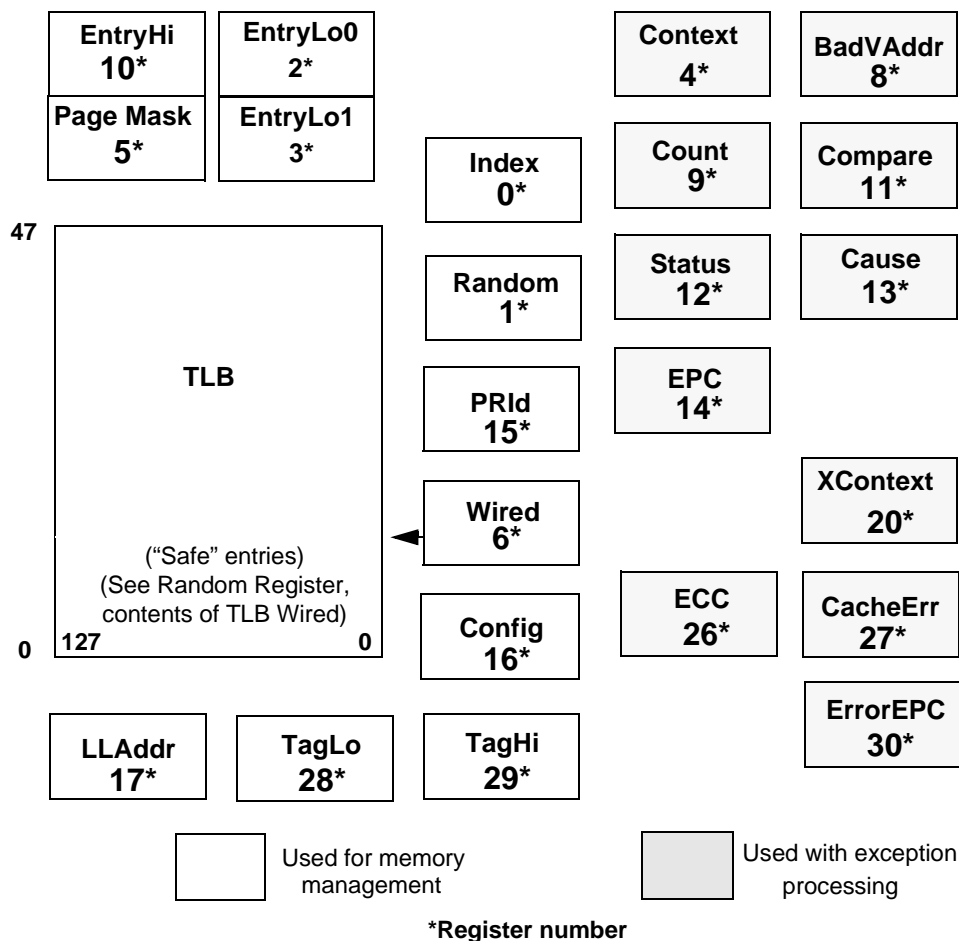 EntryHi
10*
EntryLo0
2*
Context
4*
BadVAddr
8*
Page Mask
5*
EntryLo1
3*
Index
0*
Count
9*
Compare
11*
47
TLB
Random
1*
Status
12*
Cause
13*
PRId
15*
EPC
14*
Wired
6*
XContext
20*
(“Safe” entries)
(See Random Register,
contents of TLB Wired)
127
0
0
Config
16*
ECC
26*
CacheErr
27*
LLAddr
17*
TagLo
28*
TagHi
29*
ErrorEPC
30*
Used for memory
management
Used with exception
processing
*Register number